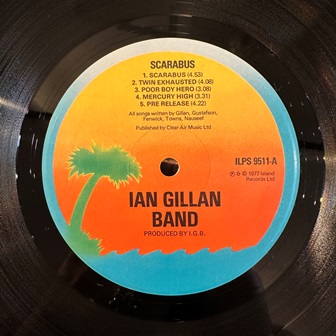 SCARABUS
1. SCARABUS (4.53)
2. TWIN EXHAUSTED (4.08)
3. POOR BOY HERO (3.08)
4. MERCURY HIGH (3.31)
5. PRE RELEASE (4.22)
All songs written by Gillan, Gustafson,
Fenwick, Towns, Nauseef
Published by Clear Air Music Ltd
ILPS 9511-A
℗ & © 1977 Island
Records Ltd
IAN GILLAN
BAND
PRODUCED BY I.G.B.